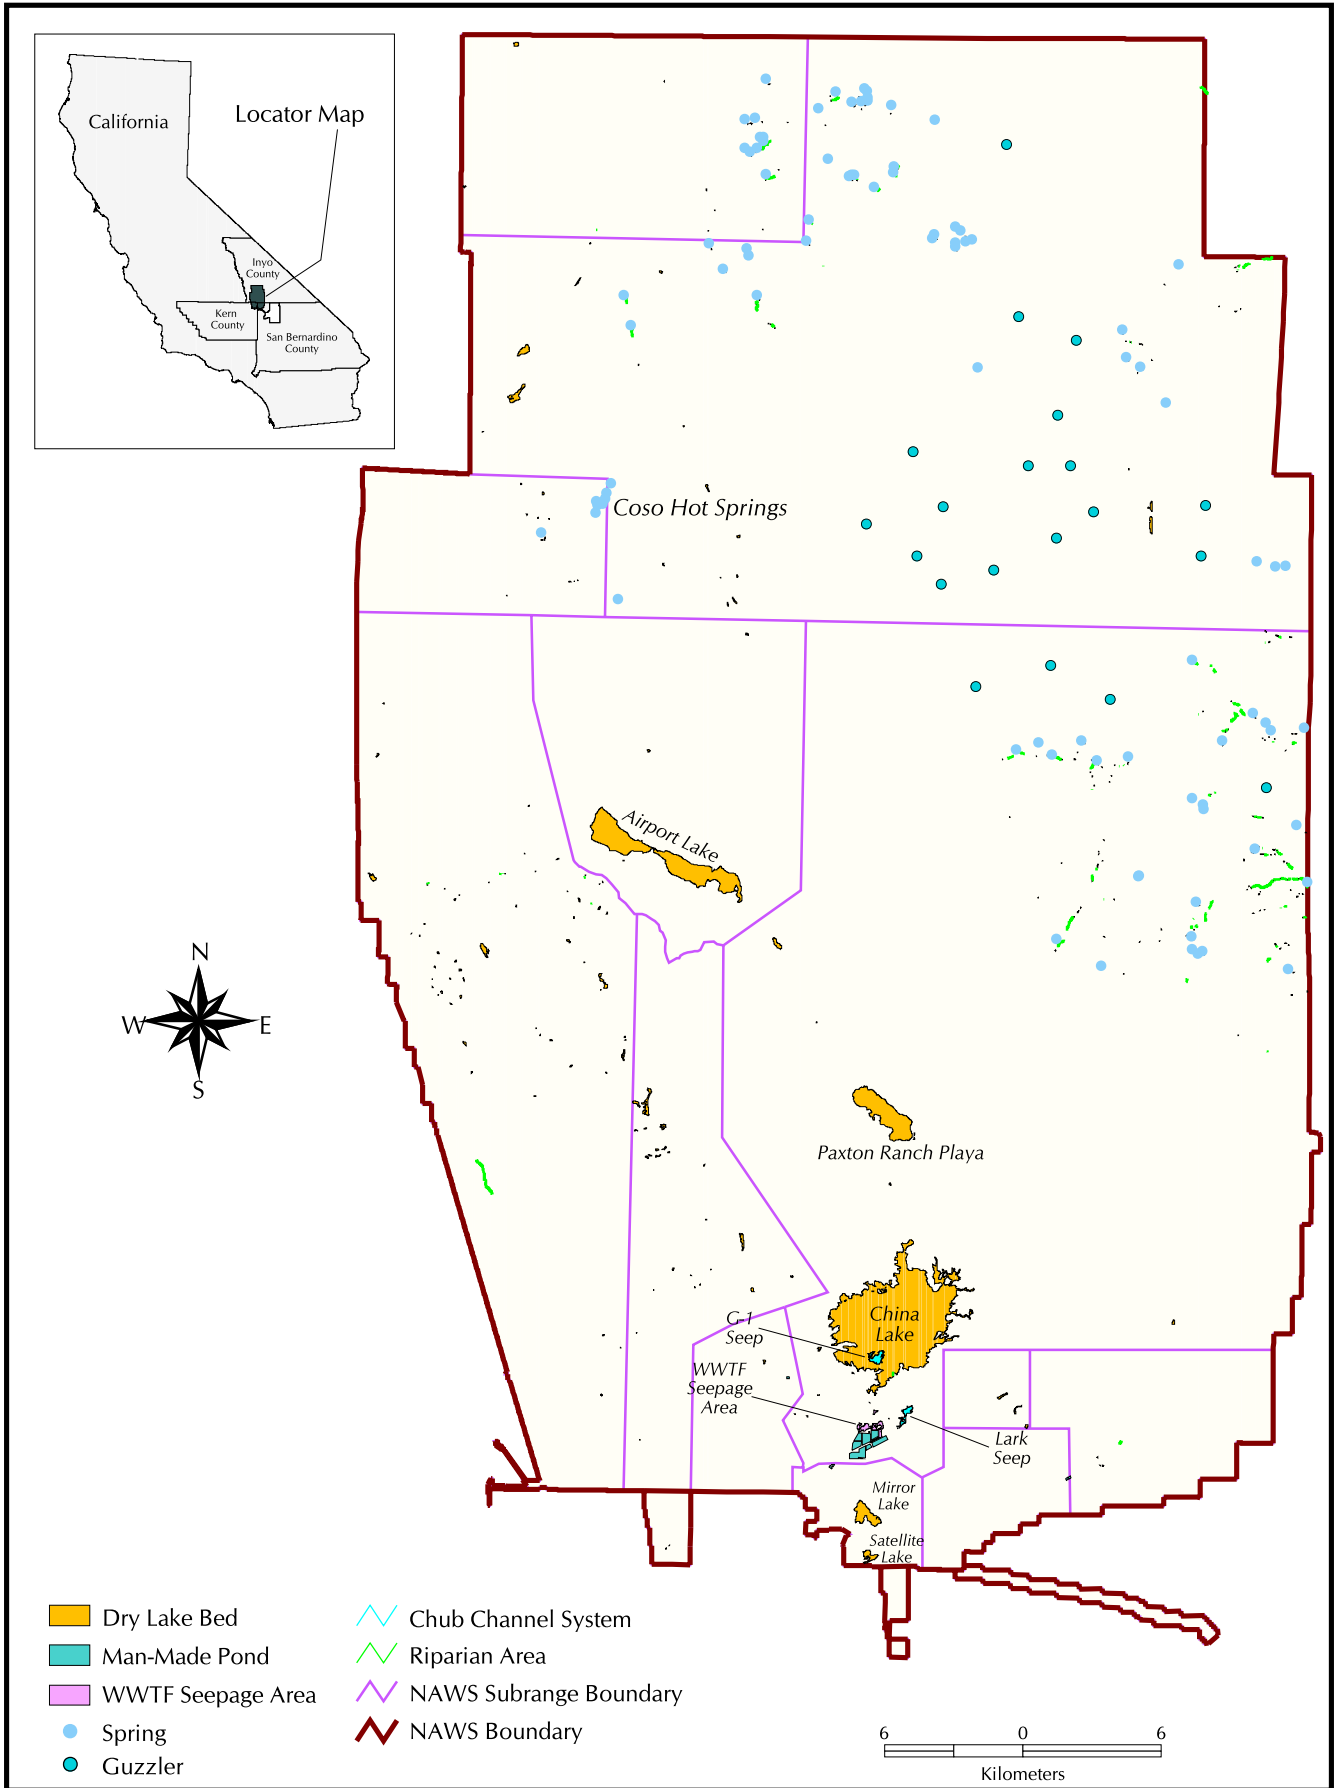 California
Locator Map
Inyo
County
Kern
County
San Bernardino
County
Coso Hot Springs
Airport Lake
N
W
E
S
Paxton Ranch Playa
China
Lake
G-1
Seep
WWTF
Seepage
Area
Lark
Seep
Mirror
Lake
Satellite
Lake
Dry Lake Bed
Man-Made Pond
WWTF Seepage Area
Spring
Guzzler
Chub Channel System
Riparian Area
NAWS Subrange Boundary
NAWS Boundary
6 0 6
Kilometers